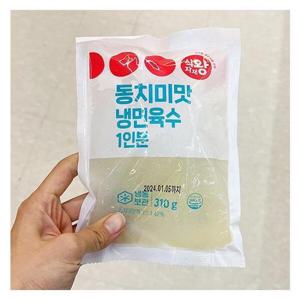 식자재왕
동치미맛
냉면육수
1인분
2024.01.05까지
냉동
보관 310 g